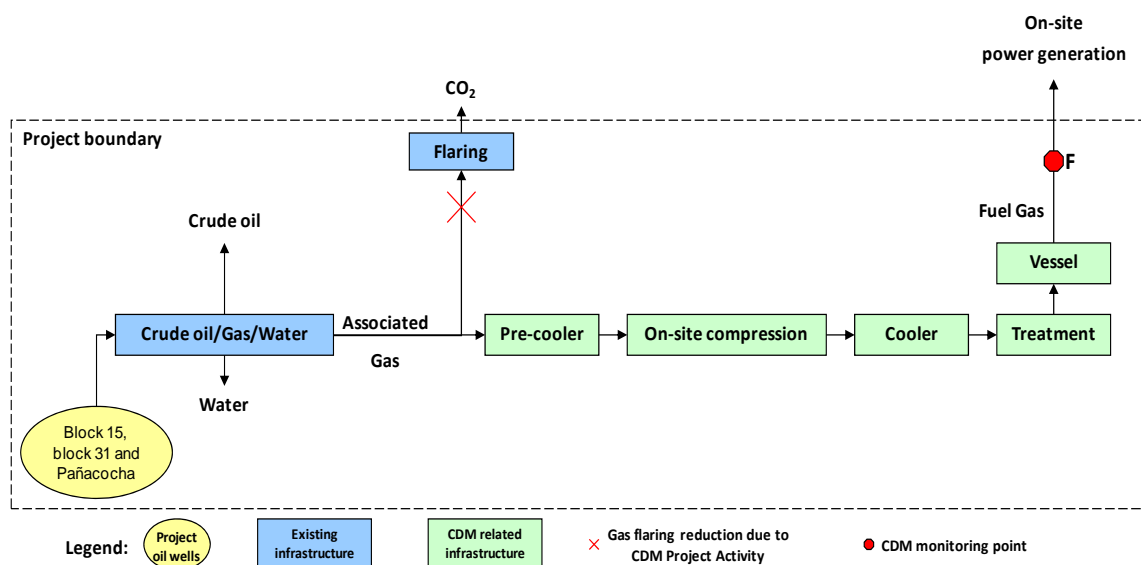 On-site
power generation
CO₂
Project boundary
Flaring
F
Crude oil
Fuel Gas
Vessel
Crude oil/Gas/Water
Associated
Gas
Pre-cooler
On-site compression
Cooler
Treatment
Water
Block 15,
block 31 and
Pañacocha
Legend:
Project
oil wells
Existing
infrastructure
CDM related
infrastructure
Gas flaring reduction due to
CDM Project Activity
CDM monitoring point